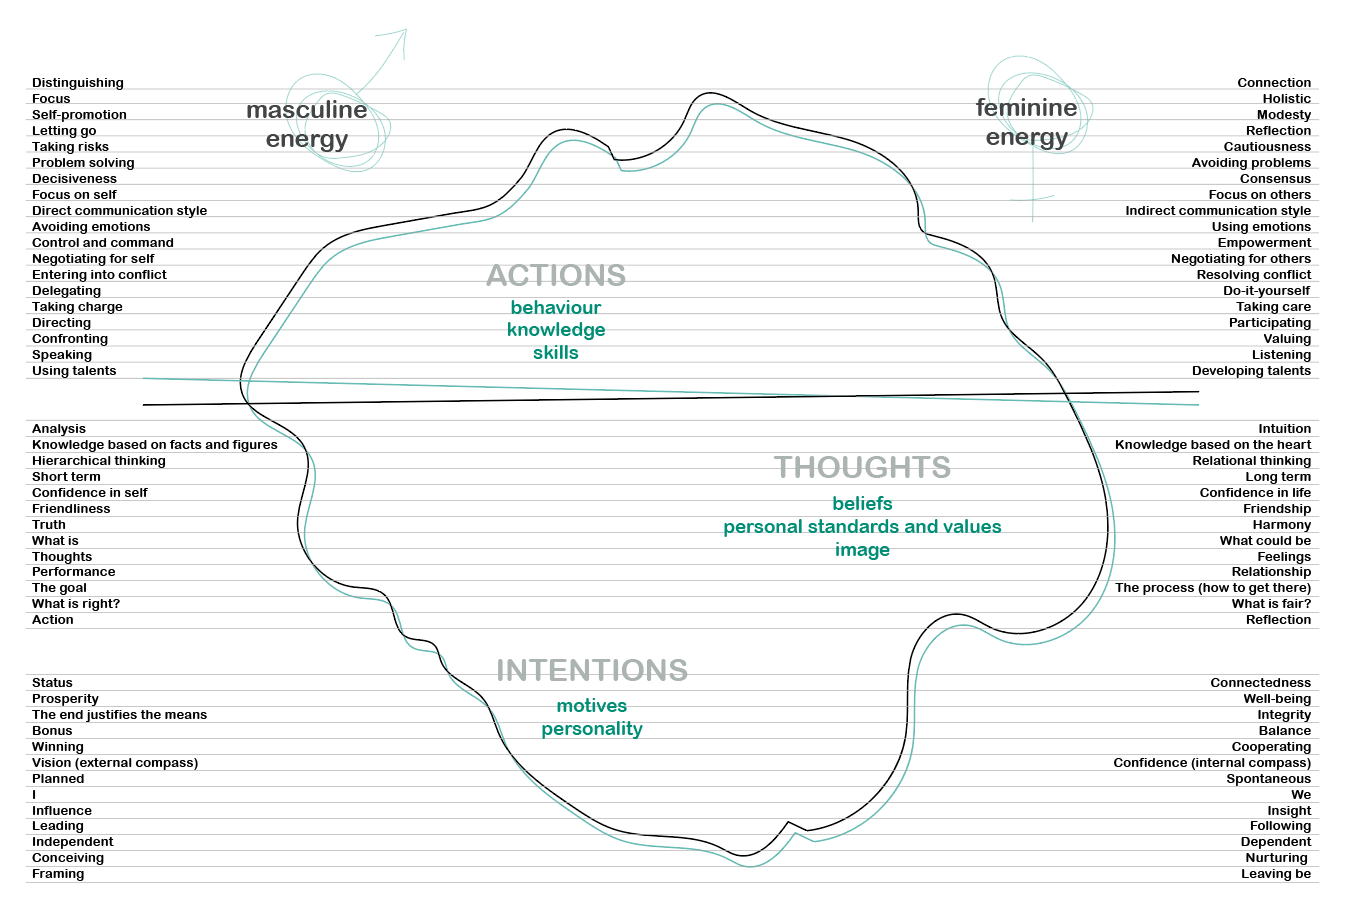 masculine
energy
feminine
energy
Distinguishing
Focus
Self-promotion
Letting go
Taking risks
Problem solving
Decisiveness
Focus on self
Direct communication style
Avoiding emotions
Control and command
Negotiating for self
Entering into conflict
Delegating
Taking charge
Directing
Confronting
Speaking
Using talents
Connection
Holistic
Modesty
Reflection
Cautiousness
Avoiding problems
Consensus
Focus on others
Indirect communication style
Using emotions
Empowerment
Negotiating for others
Resolving conflict
Do-it-yourself
Taking care
Participating
Valuing
Listening
Developing talents
ACTIONS
behaviour
knowledge
skills
Analysis
Knowledge based on facts and figures
Hierarchical thinking
Short term
Confidence in self
Friendliness
Truth
What is
Thoughts
Performance
The goal
What is right?
Action
THOUGHTS
beliefs
personal standards and values
image
Intuition
Knowledge based on the heart
Relational thinking
Long term
Confidence in life
Friendship
Harmony
What could be
Feelings
Relationship
The process (how to get there)
What is fair?
Reflection
INTENTIONS
motives
personality
Status
Prosperity
The end justifies the means
Bonus
Winning
Vision (external compass)
Planned
I
Influence
Leading
Independent
Conceiving
Framing
Connectedness
Well-being
Integrity
Balance
Cooperating
Confidence (internal compass)
Spontaneous
We
Insight
Following
Dependent
Nurturing
Leaving be